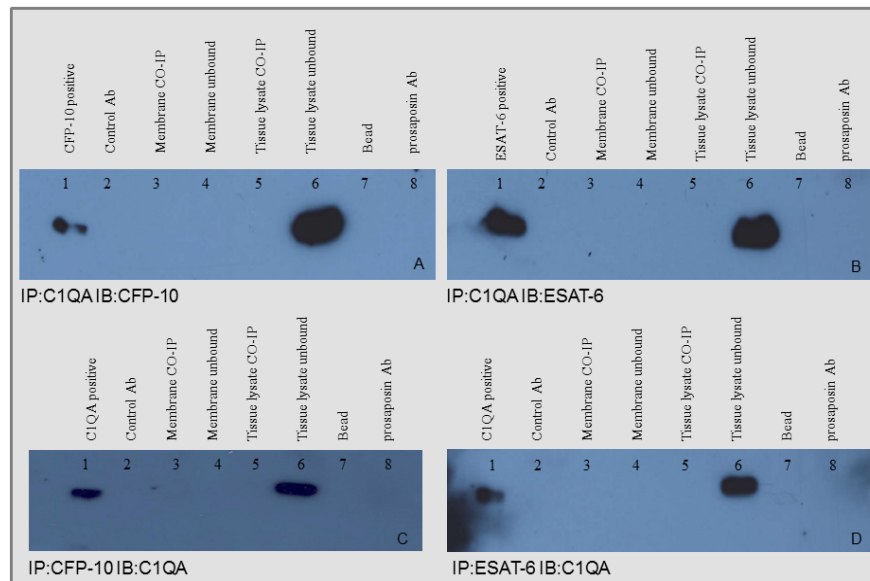 CFP-10 positive
Control Ab
Membrane CO-IP
Membrane unbound
Tissue lysate CO-IP
Tissue lysate unbound
Bead
prosaposin Ab
1 2 3 4 5 6 7 8
A
IP:C1QA IB:CFP-10
ESAT-6 positive
Control Ab
Membrane CO-IP
Membrane unbound
Tissue lysate CO-IP
Tissue lysate unbound
Bead
prosaposin Ab
1 2 3 4 5 6 7 8
B
IP:C1QA IB:ESAT-6
C1QA positive
Control Ab
Membrane CO-IP
Membrane unbound
Tissue lysate CO-IP
Tissue lysate unbound
Bead
prosaposin Ab
1 2 3 4 5 6 7 8
C
IP:CFP-10 IB:C1QA
C1QA positive
Control Ab
Membrane CO-IP
Membrane unbound
Tissue lysate CO-IP
Tissue lysate unbound
Bead
prosaposin Ab
1 2 3 4 5 6 7 8
D
IP:ESAT-6 IB:C1QA